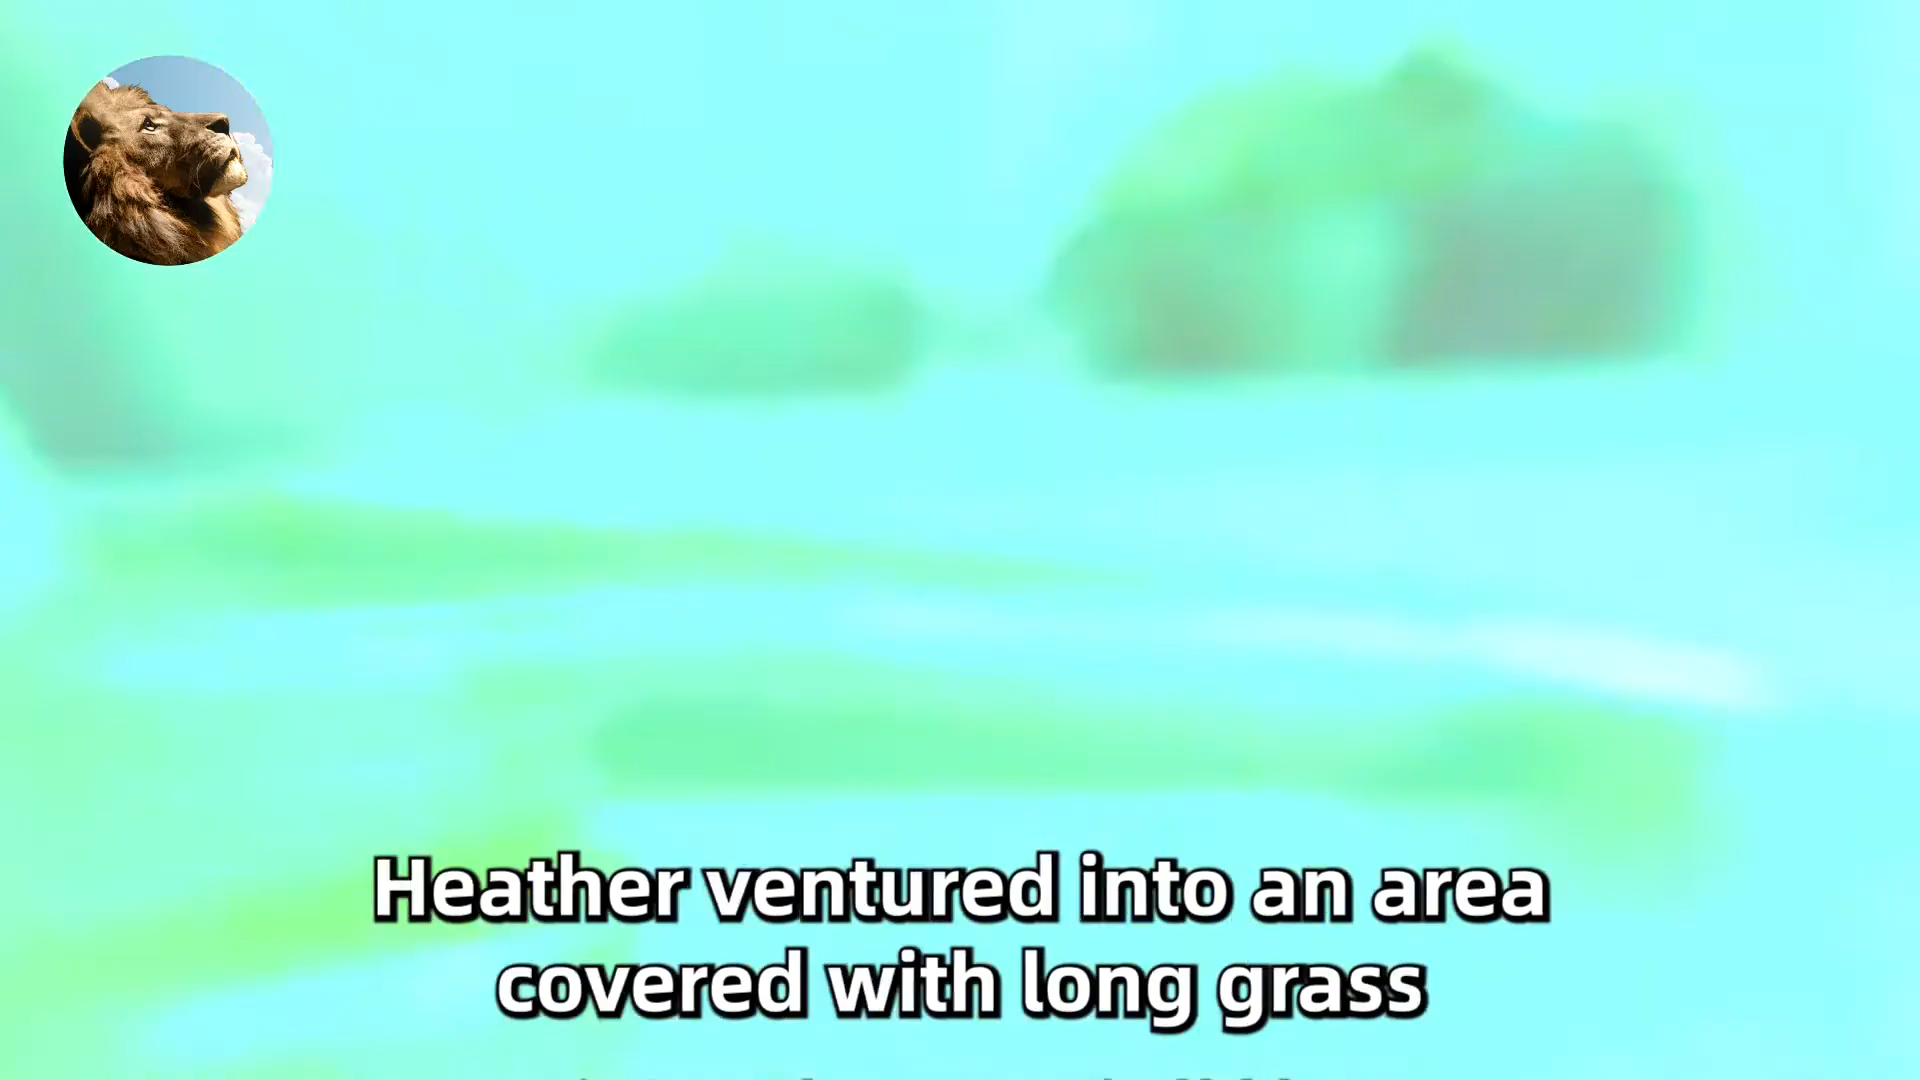 Heather ventured into an area
covered with long grass